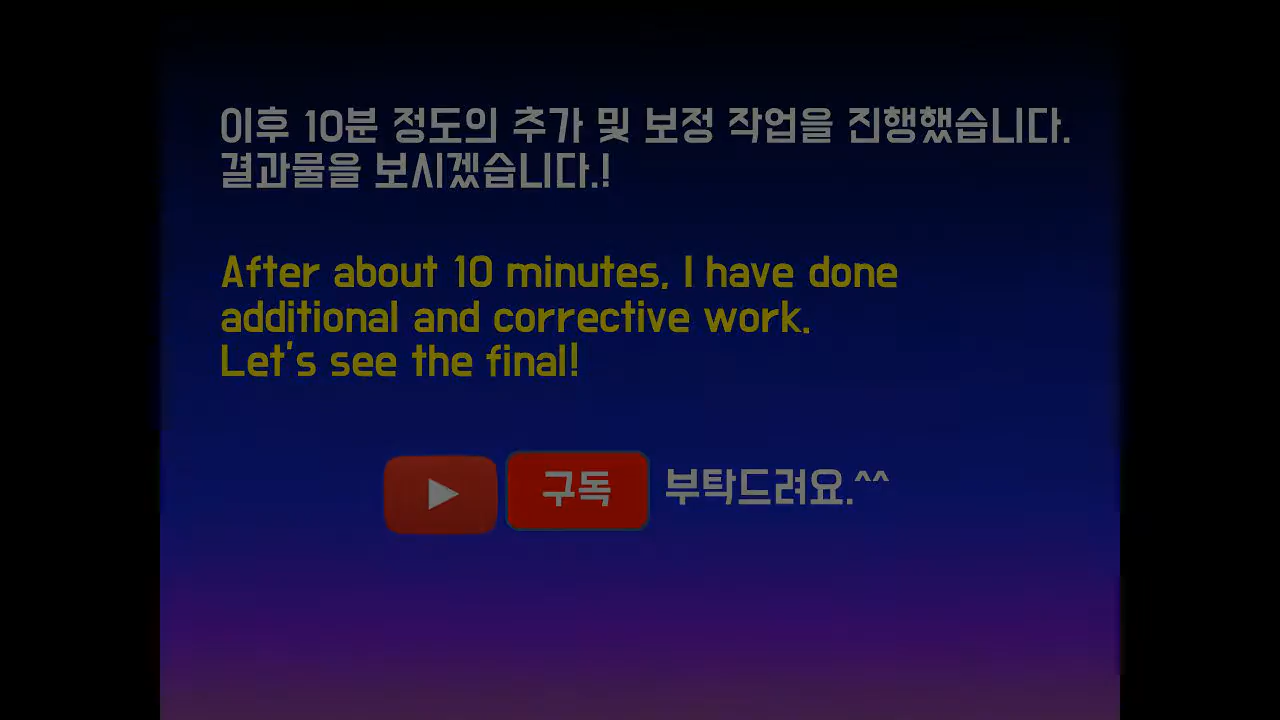 이후 10분 정도의 추가 및 보정 작업을 진행했습니다.
결과물을 보시겠습니다.!
After about 10 minutes, I have done
additional and corrective work.
Let's see the final!
구독 부탁드려요.^^